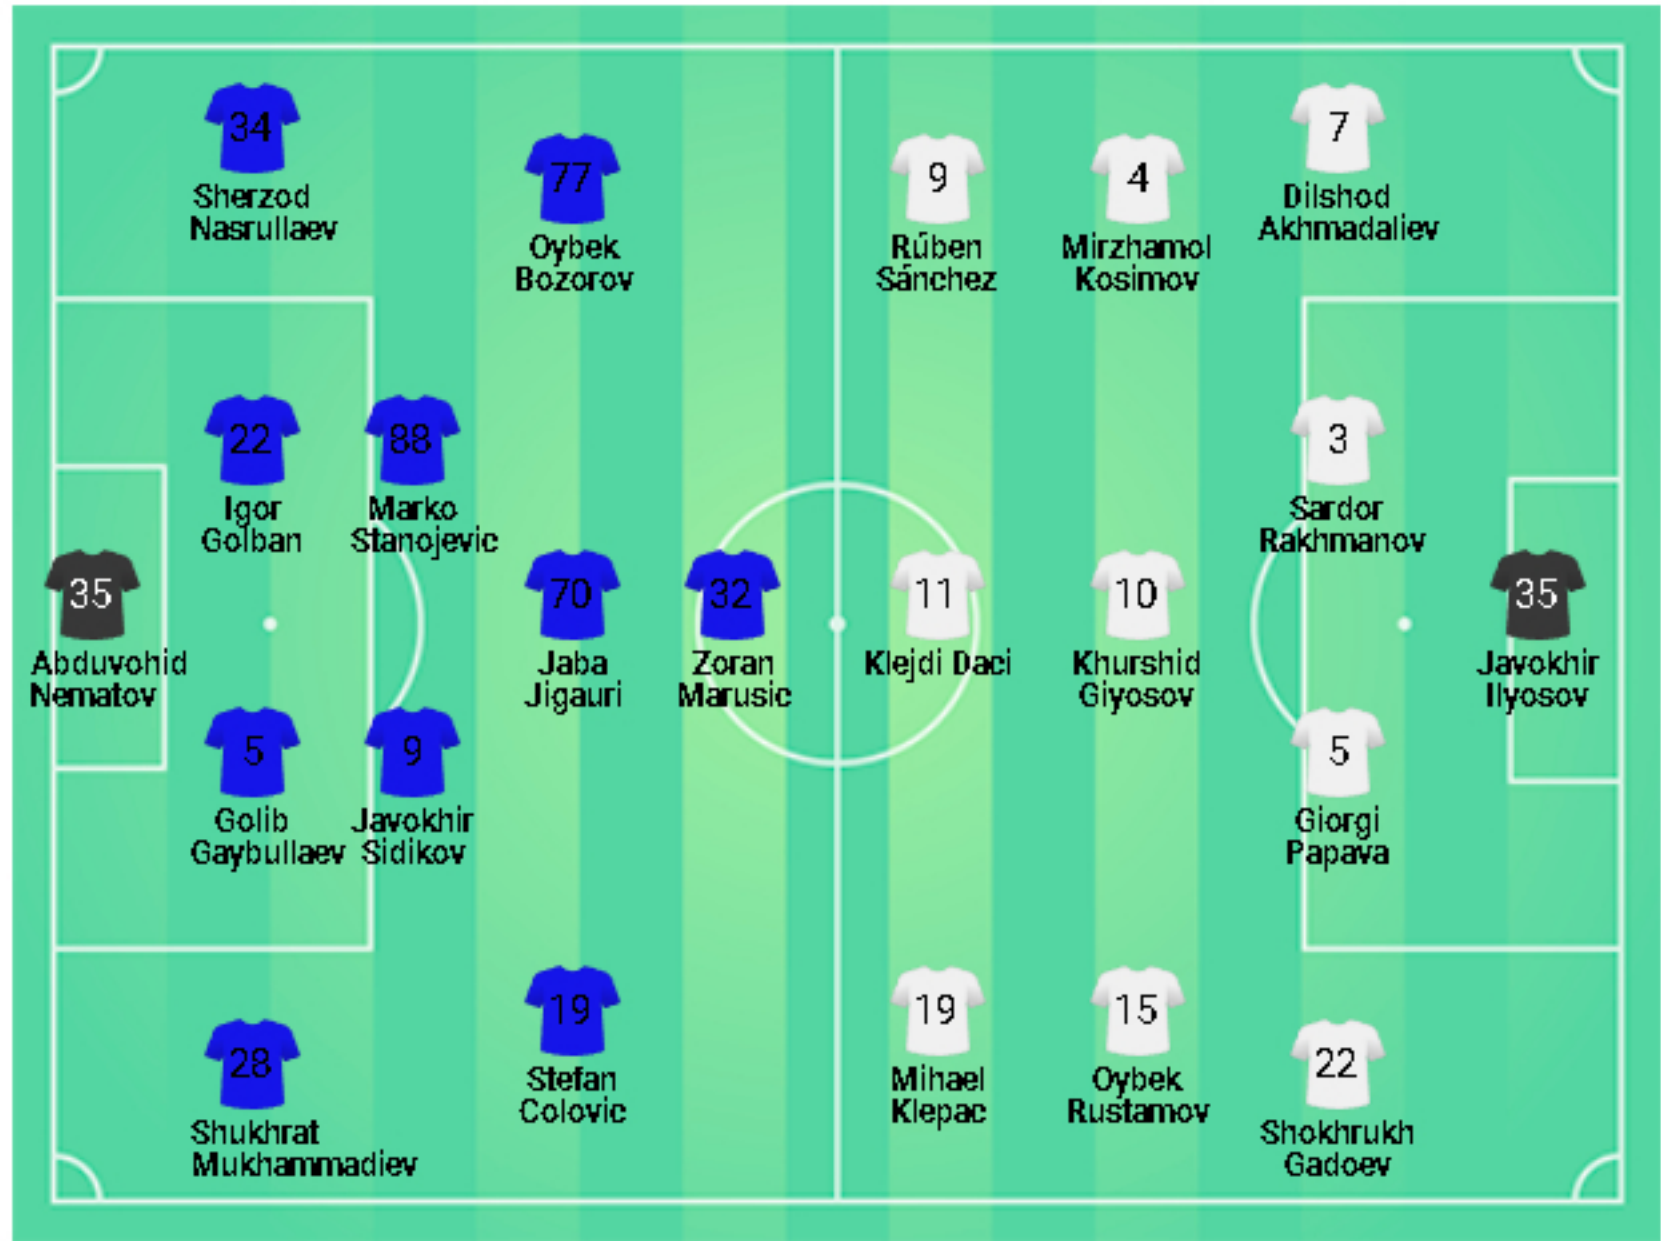 34
Sherzod
Nasrullaev
77
Oybek
Bozorov
9
Rúben
Sánchez
4
Mirzhamol
Kosimov
7
Dilshod
Akhmadaliev
22
Igor
Golban
88
Marko
Stanojevic
3
Sardor
Rakhmanov
35
Abduvohid
Nematov
70
Jaba
Jigauri
32
Zoran
Marusic
11
Klejdi Daci
10
Khurshid
Giyosov
35
Javokhir
Ilyosov
5
Golib
Gaybullaev
9
Javokhir
Sidikov
5
Giorgi
Papava
28
Shukhrat
Mukhammadiev
19
Stefan
Colovic
19
Mihael
Klepac
15
Oybek
Rustamov
22
Shokhrukh
Gadoev